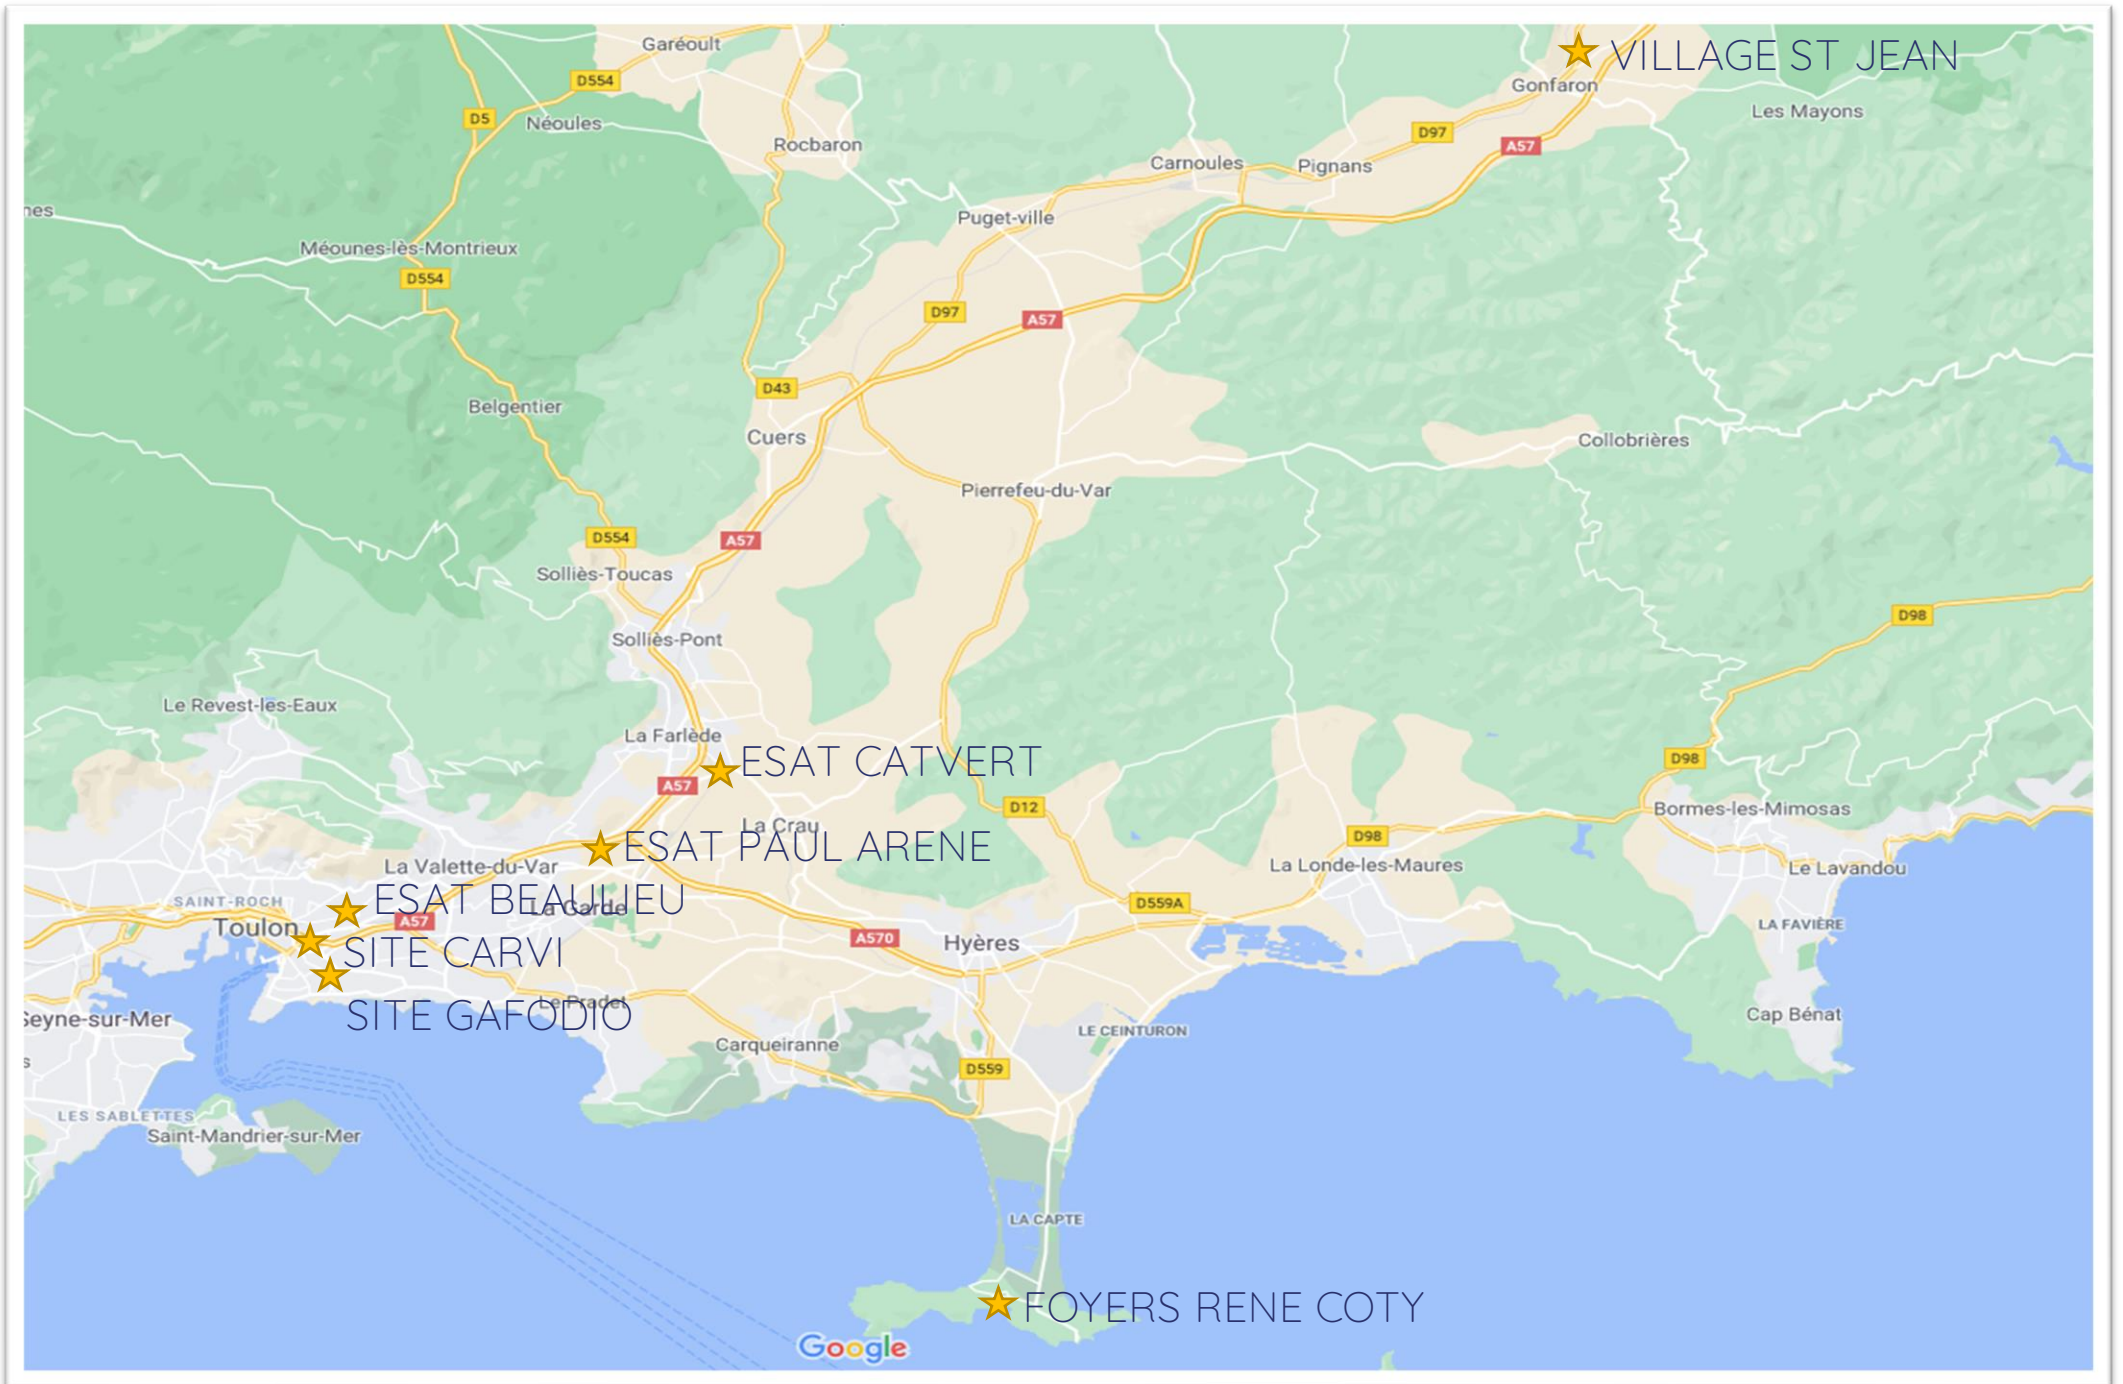 Garéoult
VILLAGE ST JEAN
D554
Gonfaron
D5
Néoules
Les Mayons
D97
Rocbaron
A57
Carnoules
Pignans
nes
Puget-ville
Méounes-lès-Montrieux
D554
D97
A57
D43
Belgentier
Cuers
Collobrières
Pierrefeu-du-Var
D554
A57
Solliès-Toucas
D98
Solliès-Pont
Le Revest-les-Eaux
La Farlède
ESAT CATVERT
D98
A57
D12
Bormes-les-Mimosas
La Crau
D98
ESAT PAUL ARENE
La Valette-du-Var
La Londe-les-Maures
Le Lavandou
SAINT-ROCH
ESAT BEAULIEU
La Garde
D559A
A57
Toulon
LA FAVIÈRE
A570
Hyères
SITE CARVI
Le Pradet
SITE GAFODIO
Seyne-sur-Mer
Cap Bénat
LE CEINTURON
Carqueiranne
s
D559
LES SABLETTES
Saint-Mandrier-sur-Mer
LA CAPTE
FOYERS RENE COTY
Google